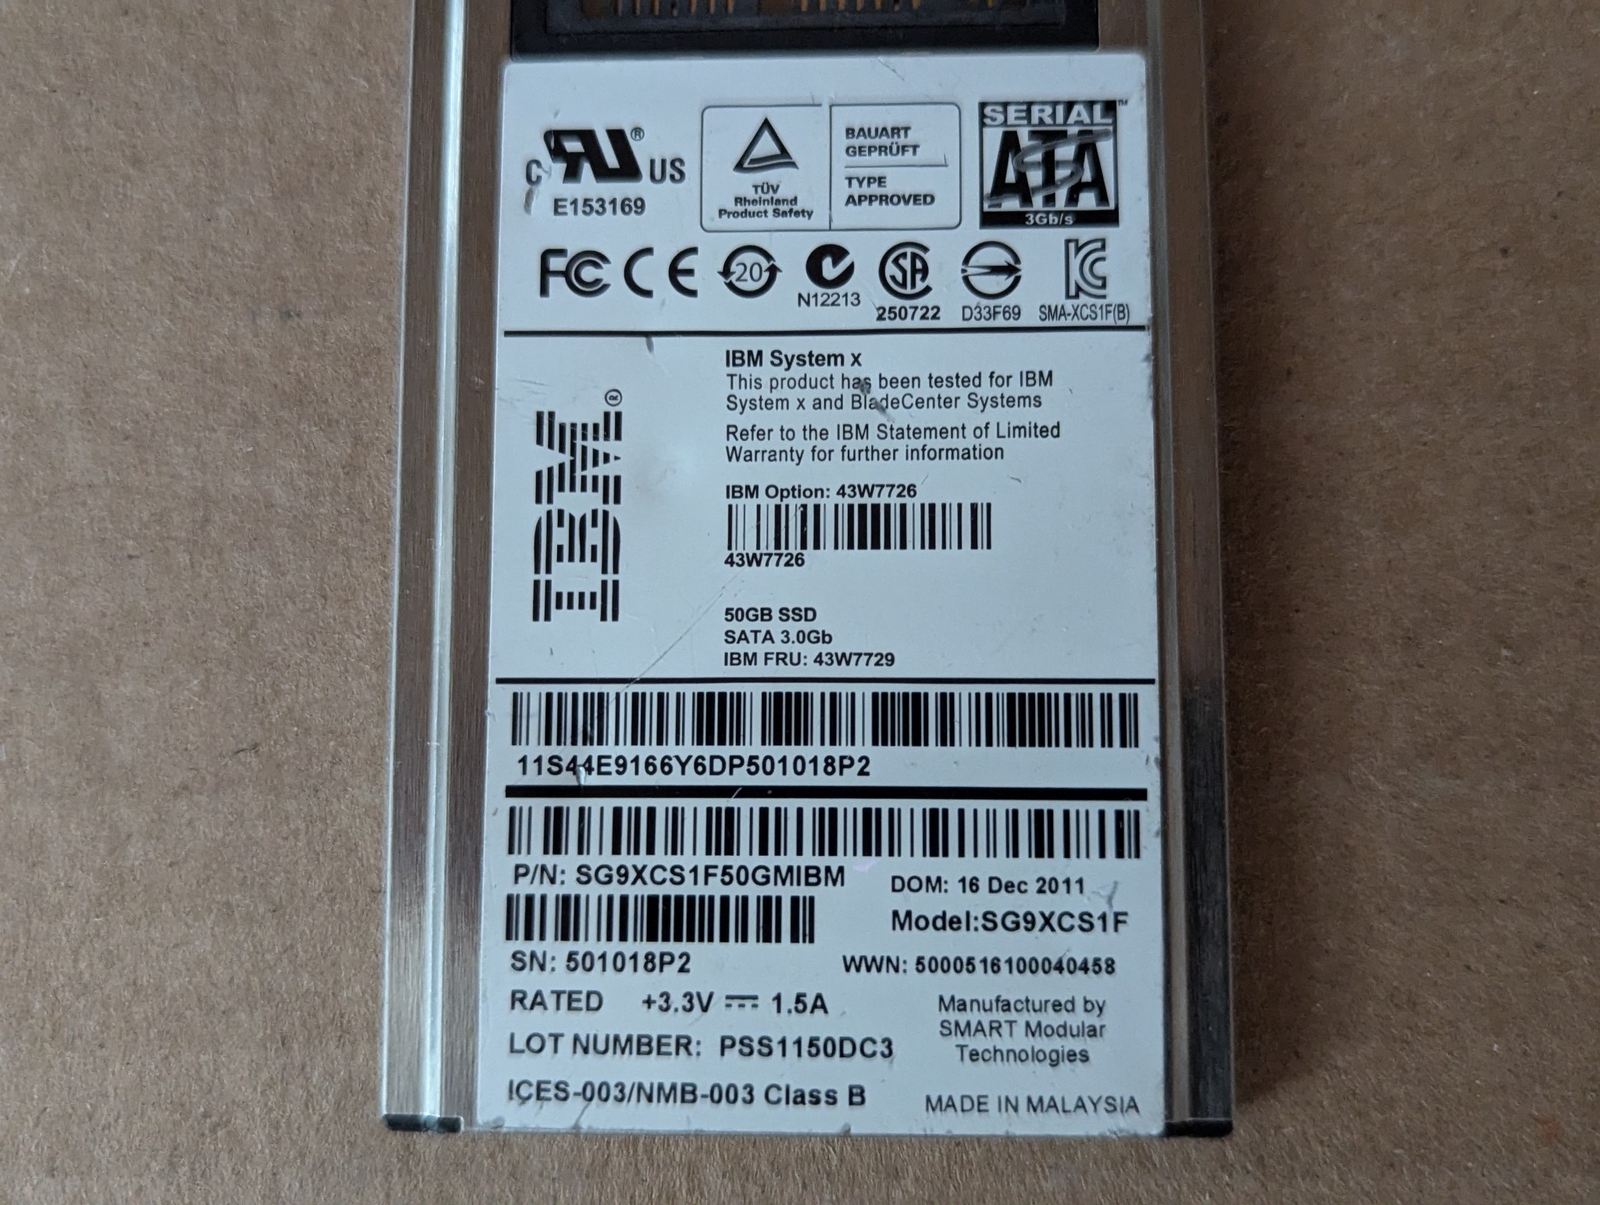 C RU® US
E153169
TÜV
Rheinland
Product Safety
BAUART
GEPRÜFT
TYPE
APPROVED
SERIAL™
ATA
3Gb/s
FC CE 20
N12213
SA
250722
D33F69
KC
SMA-XCS1F(B)
IBM®
IBM System x
This product has been tested for IBM
System x and BladeCenter Systems
Refer to the IBM Statement of Limited
Warranty for further information
IBM Option: 43W7726
43W7726
50GB SSD
SATA 3.0Gb
IBM FRU: 43W7729
11S44E9166Y6DP501018P2
P/N: SG9XCS1F50GMIBM
DOM: 16 Dec 2011
Model:SG9XCS1F
SN: 501018P2
WWN: 5000516100040458
RATED +3.3V ⎓ 1.5A
Manufactured by
SMART Modular
Technologies
LOT NUMBER: PSS1150DC3
ICES-003/NMB-003 Class B
MADE IN MALAYSIA